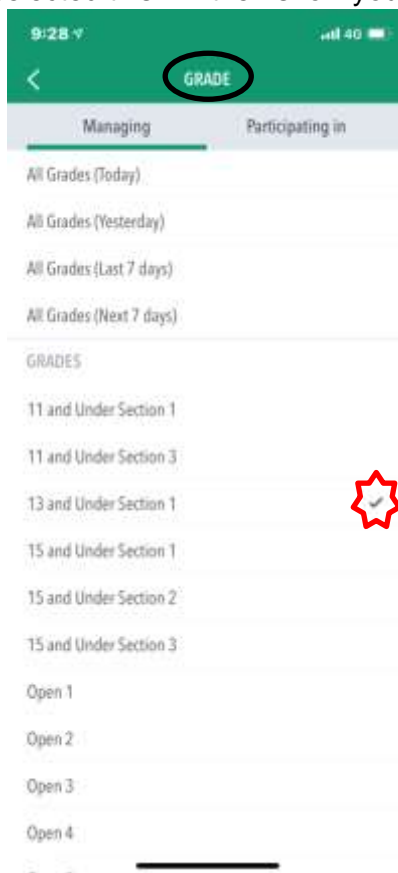 9:28 4G
GRADE
Managing Participating in
All Grades (Today)
All Grades (Yesterday)
All Grades (Last 7 days)
All Grades (Next 7 days)
GRADES
11 and Under Section 1
11 and Under Section 3
13 and Under Section 1
15 and Under Section 1
15 and Under Section 2
15 and Under Section 3
Open 1
Open 2
Open 3
Open 4